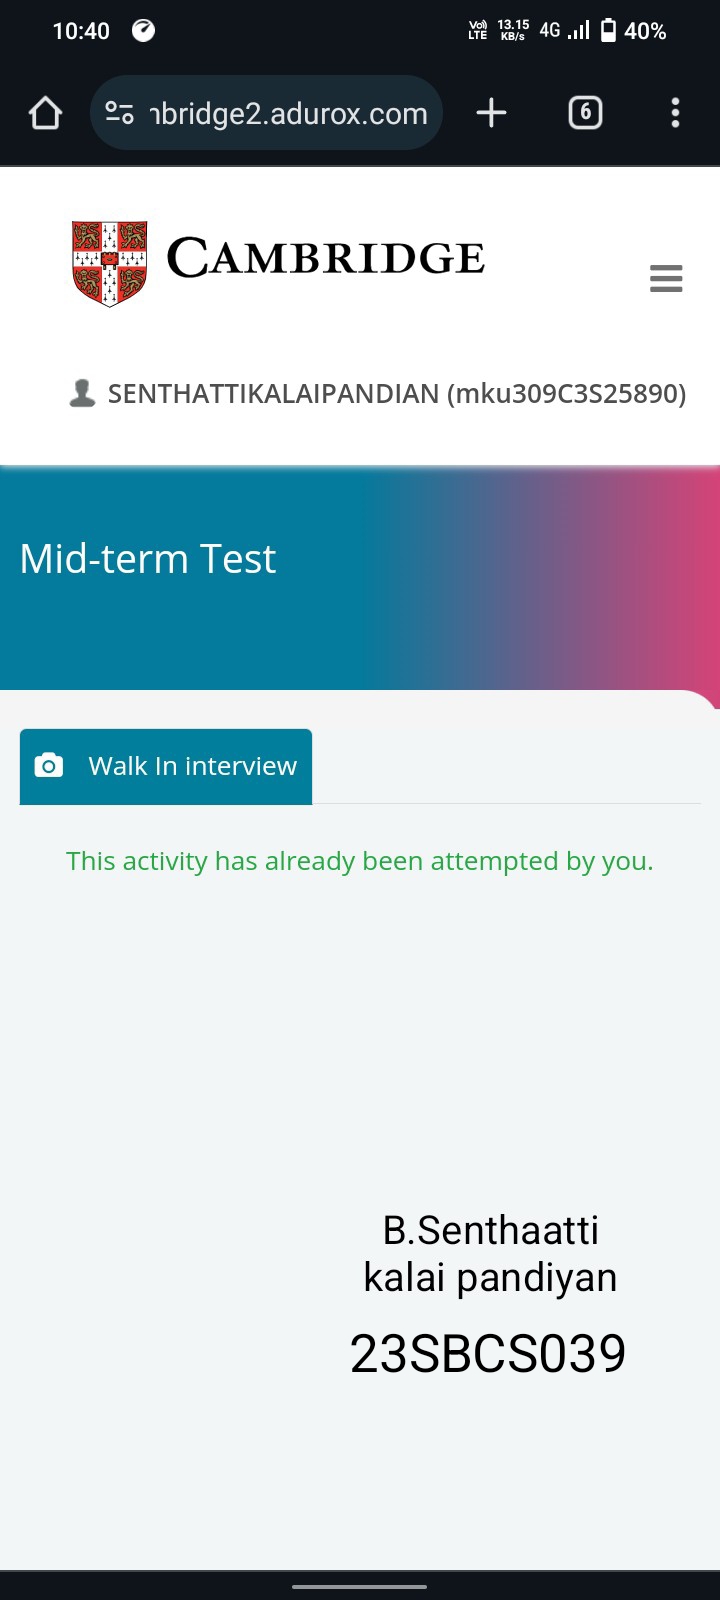 10:40 Vo) LTE 13.15 KB/s 4G 40%
bridge2.adurox.com 6
CAMBRIDGE
SENTHATTIKALAIPANDIAN (mku309C3S25890)
Mid-term Test
Walk In interview
This activity has already been attempted by you.
B.Senthaatti
kalai pandiyan
23SBCS039